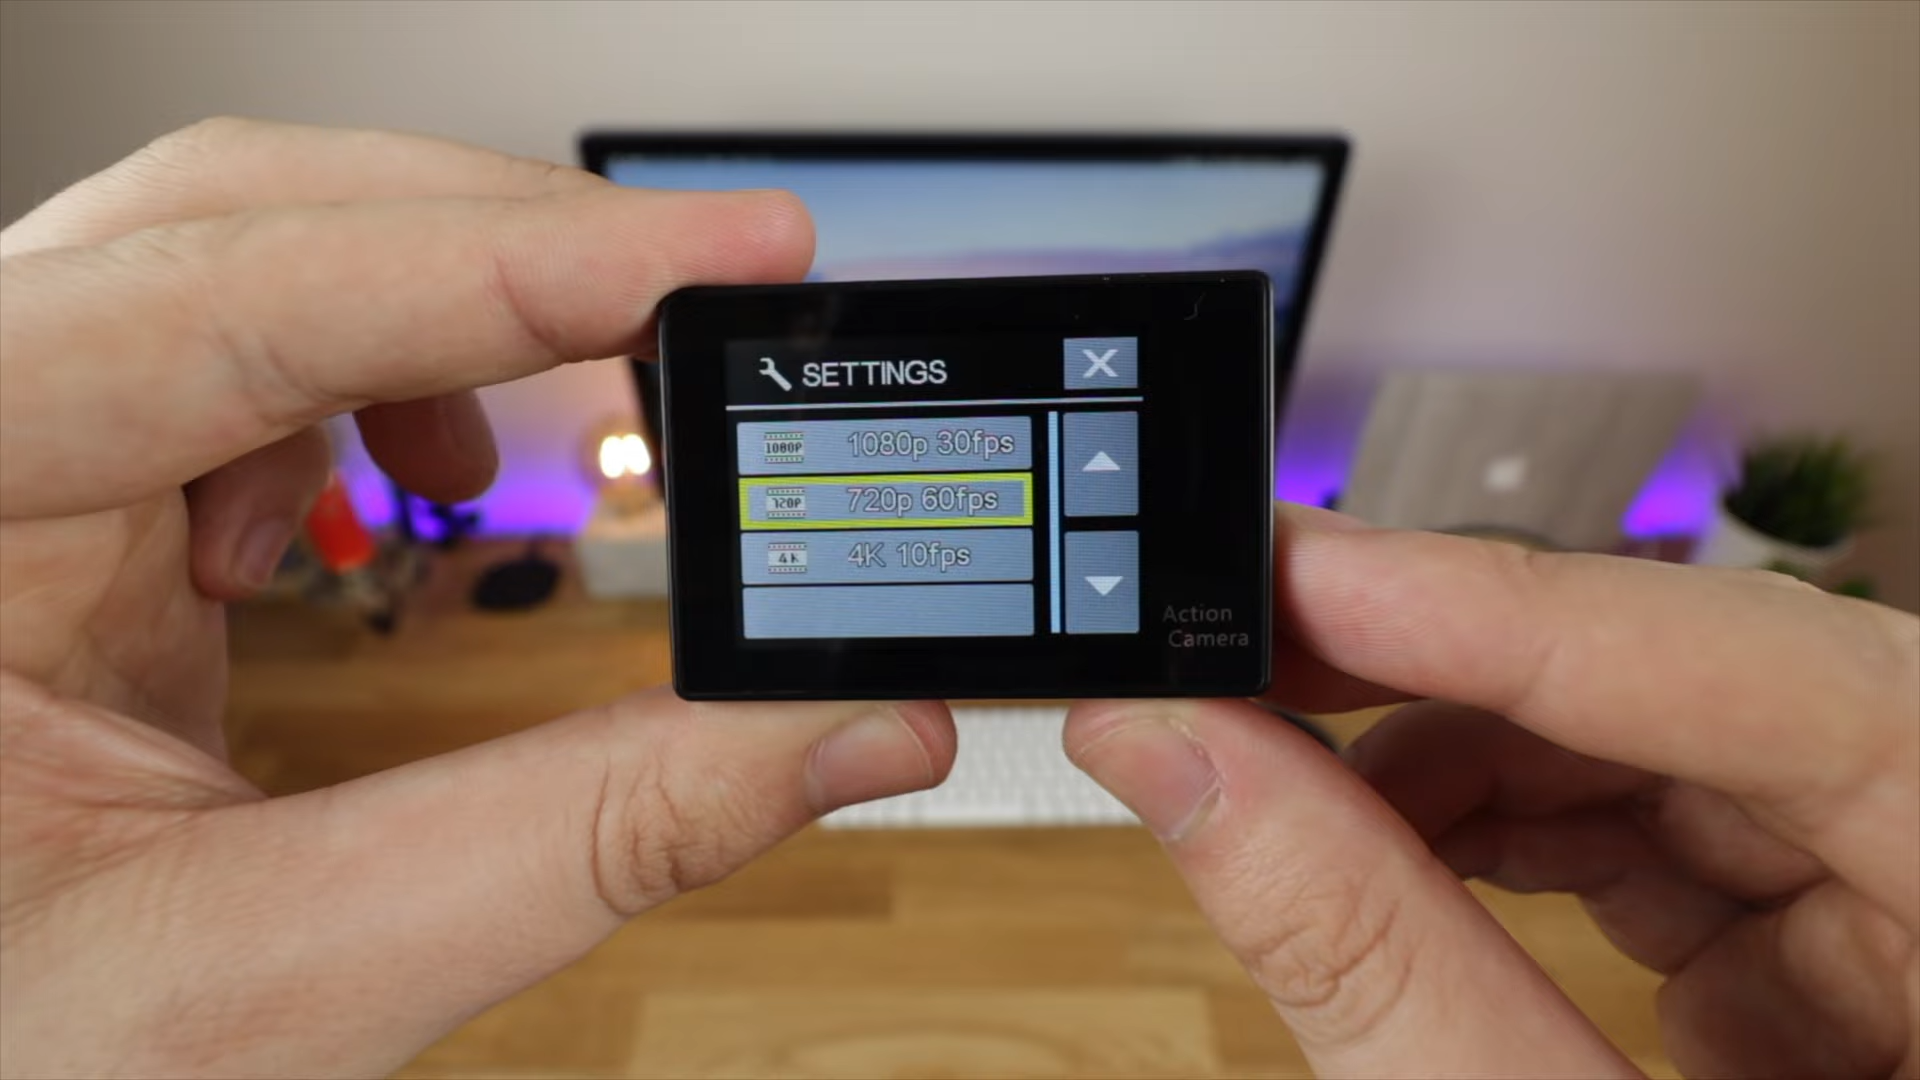 SETTINGS X
1080P 1080p 30fps
720P 720p 60fps
4K 4K 10fps
Action
Camera